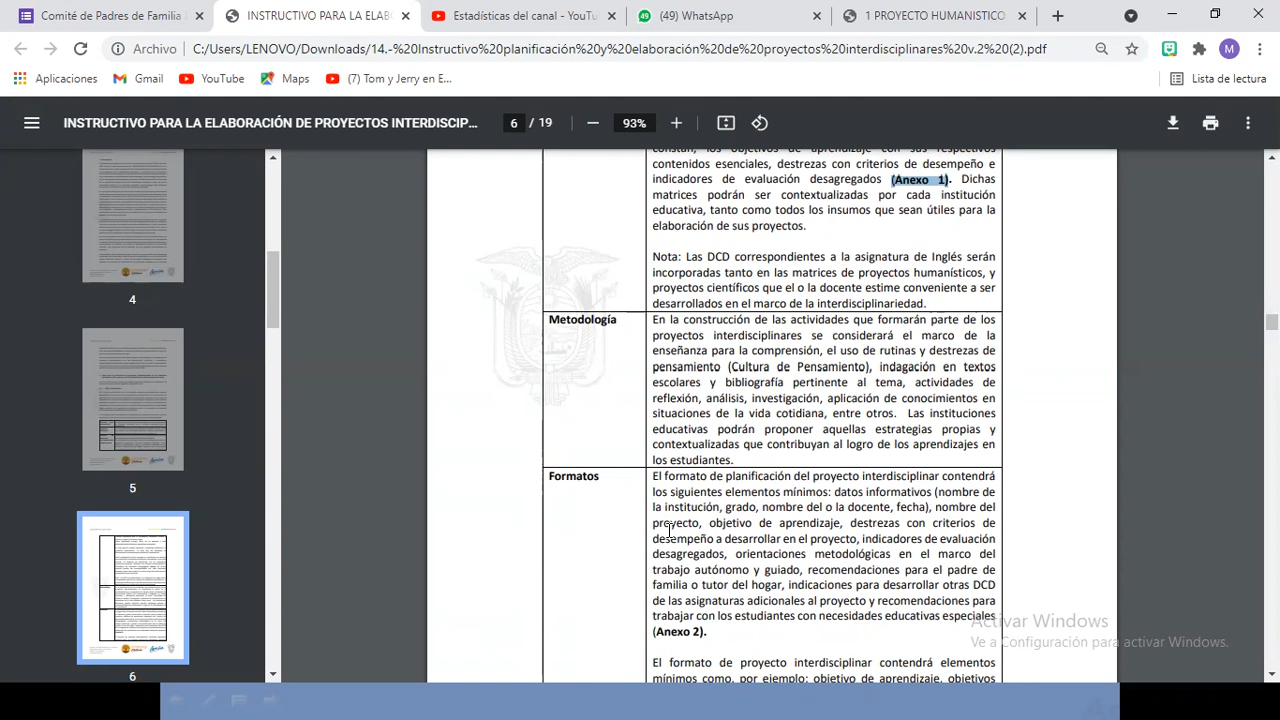 Comité de Padres de Familia
INSTRUCTIVO PARA LA ELAB
Estadísticas del canal - YouTu
(49) WhatsApp
1 PROYECTO HUMANISTICO
Archivo
C:/Users/LENOVO/Downloads/14.-%20Instructivo%20planificación%20y%20elaboración%20de%20proyectos%20interdisciplinares%20v.2%20(2).pdf
M
Aplicaciones
Gmail
YouTube
Maps
(7) Tom y Jerry en E...
Lista de lectura
INSTRUCTIVO PARA LA ELABORACIÓN DE PROYECTOS INTERDISCIP...
6 / 19
93%
4
5
6
constan, los objetivos de aprendizaje con sus respectivos
contenidos esenciales, destrezas con criterios de desempeño e
indicadores de evaluación desagregados (Anexo 1). Dichas
matrices podrán ser contextualizadas por cada institución
educativa, tanto como todos los insumos que sean útiles para la
elaboración de sus proyectos.
Nota: Las DCD correspondientes a la asignatura de Inglés serán
incorporadas tanto en las matrices de proyectos humanísticos, y
proyectos científicos que el o la docente estime conveniente a ser
desarrollados en el marco de la interdisciplinariedad.
Metodología
En la construcción de las actividades que formarán parte de los
proyectos interdisciplinares se considerará el marco de la
enseñanza para la comprensión, el uso de rutinas y destrezas de
pensamiento (Cultura de Pensamiento), indagación en textos
escolares y bibliografía pertinente al tema, actividades de
reflexión, análisis, investigación, aplicación de conocimientos en
situaciones de la vida cotidiana, entre otros. Las instituciones
educativas podrán proponer aquellas estrategias propias y
contextualizadas que contribuyan al logro de los aprendizajes en
los estudiantes.
Formatos
El formato de planificación del proyecto interdisciplinar contendrá
los siguientes elementos mínimos: datos informativos (nombre de
la institución, grado, nombre del o la docente, fecha), nombre del
proyecto, objetivo de aprendizaje, destrezas con criterios de
desempeño a desarrollar en el proyecto, indicadores de evaluación
desagregados, orientaciones metodológicas en el marco del
trabajo autónomo y guiado, recomendaciones para el padre de
familia o tutor del hogar, indicaciones para desarrollar otras DCD
de las asignaturas adicionales al proyecto y recomendaciones para
trabajar con los estudiantes con necesidades educativas especiales
(Anexo 2).
El formato de proyecto interdisciplinar contendrá elementos
mínimos como, por ejemplo: objetivo de aprendizaje, objetivos
Activar Windows
Ve a Configuración para activar Windows.